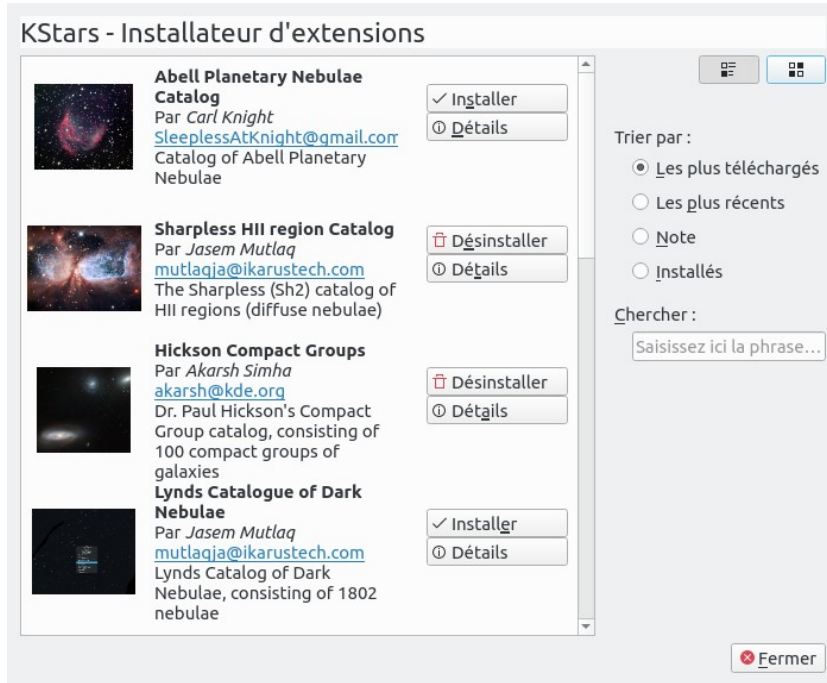 KStars - Installateur d'extensions
Abell Planetary Nebulae
Catalog
Par Carl Knight
SleeplessAtKnight@gmail.com
Catalog of Abell Planetary
Nebulae
Installer
Détails
Sharpless HII region Catalog
Par Jasem Mutlaq
mutlaqja@ikarustech.com
The Sharpless (Sh2) catalog of
HII regions (diffuse nebulae)
Désinstaller
Détails
Hickson Compact Groups
Par Akarsh Simha
akarsh@kde.org
Dr. Paul Hickson's Compact
Group catalog, consisting of
100 compact groups of
galaxies
Désinstaller
Détails
Lynds Catalogue of Dark
Nebulae
Par Jasem Mutlaq
mutlaqja@ikarustech.com
Lynds Catalog of Dark
Nebulae, consisting of 1802
nebulae
Installer
Détails
Trier par :
Les plus téléchargés
Les plus récents
Note
Installés
Chercher :
Saisissez ici la phrase...
Fermer